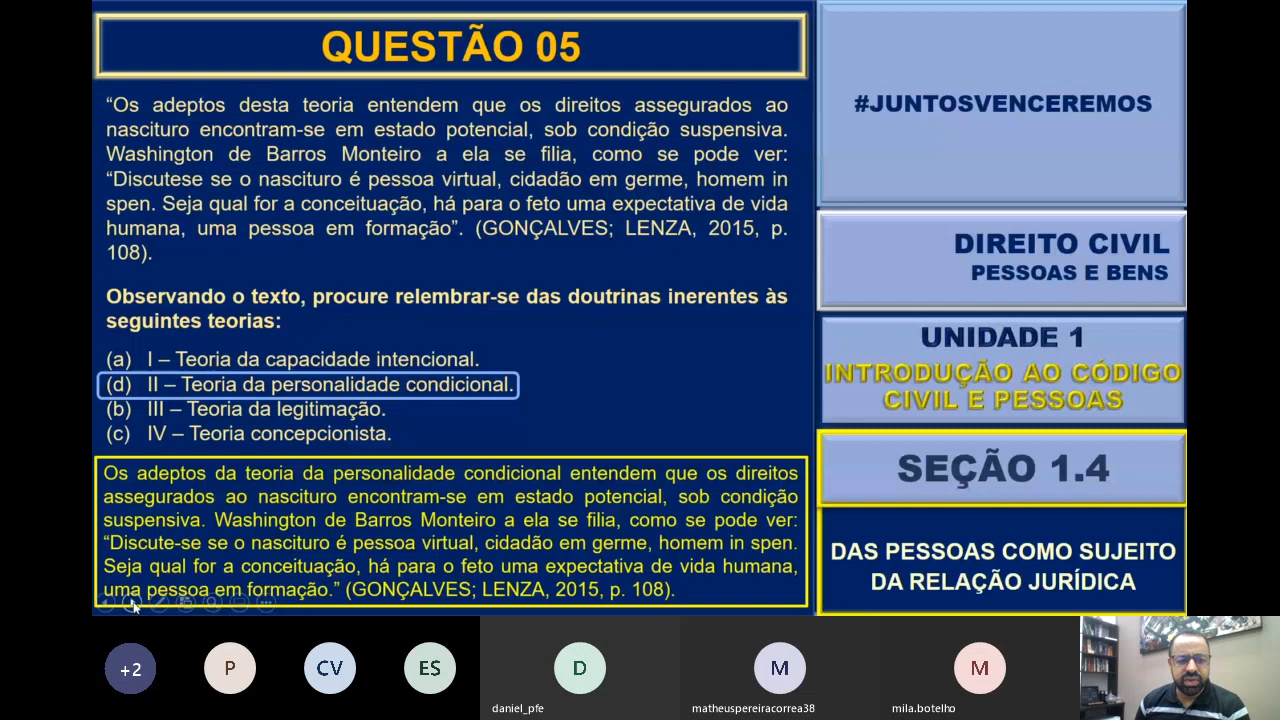 QUESTÃO 05
“Os adeptos desta teoria entendem que os direitos assegurados ao
nascituro encontram-se em estado potencial, sob condição suspensiva.
Washington de Barros Monteiro a ela se filia, como se pode ver:
“Discutese se o nascituro é pessoa virtual, cidadão em germe, homem in
spen. Seja qual for a conceituação, há para o feto uma expectativa de vida
humana, uma pessoa em formação”. (GONÇALVES; LENZA, 2015, p.
108).
Observando o texto, procure relembrar-se das doutrinas inerentes às
seguintes teorias:
(a) I – Teoria da capacidade intencional.
(d) II – Teoria da personalidade condicional.
(b) III – Teoria da legitimação.
(c) IV – Teoria concepcionista.
Os adeptos da teoria da personalidade condicional entendem que os direitos
assegurados ao nascituro encontram-se em estado potencial, sob condição
suspensiva. Washington de Barros Monteiro a ela se filia, como se pode ver:
“Discute-se se o nascituro é pessoa virtual, cidadão em germe, homem in spen.
Seja qual for a conceituação, há para o feto uma expectativa de vida humana,
uma pessoa em formação.” (GONÇALVES; LENZA, 2015, p. 108).
#JUNTOSVENCEREMOS
DIREITO CIVIL
PESSOAS E BENS
UNIDADE 1
INTRODUÇÃO AO CÓDIGO
CIVIL E PESSOAS
SEÇÃO 1.4
DAS PESSOAS COMO SUJEITO
DA RELAÇÃO JURÍDICA
+2
P
CV
ES
D
M
M
daniel_pfe
matheuspereiracorrea38
mila.botelho